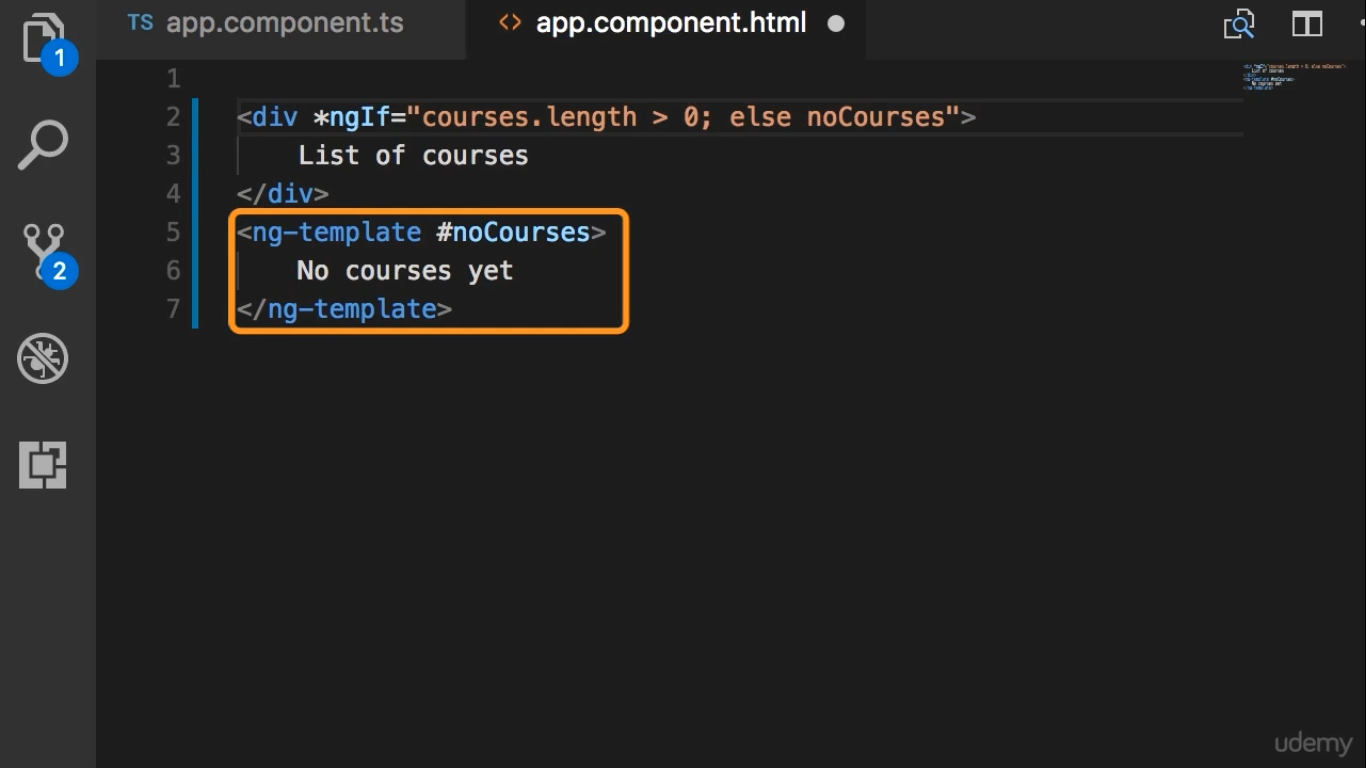 TS app.component.ts <> app.component.html
1
1
2 <div *ngIf="courses.length > 0; else noCourses">
3 List of courses
4 </div>
5 <ng-template #noCourses>
6 No courses yet
7 </ng-template>
2
udemy